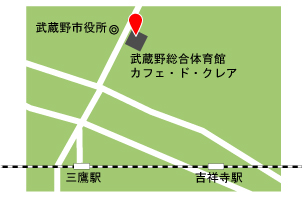 武蔵野市役所
武蔵野総合体育館
カフェ・ド・クレア
三鷹駅
吉祥寺駅